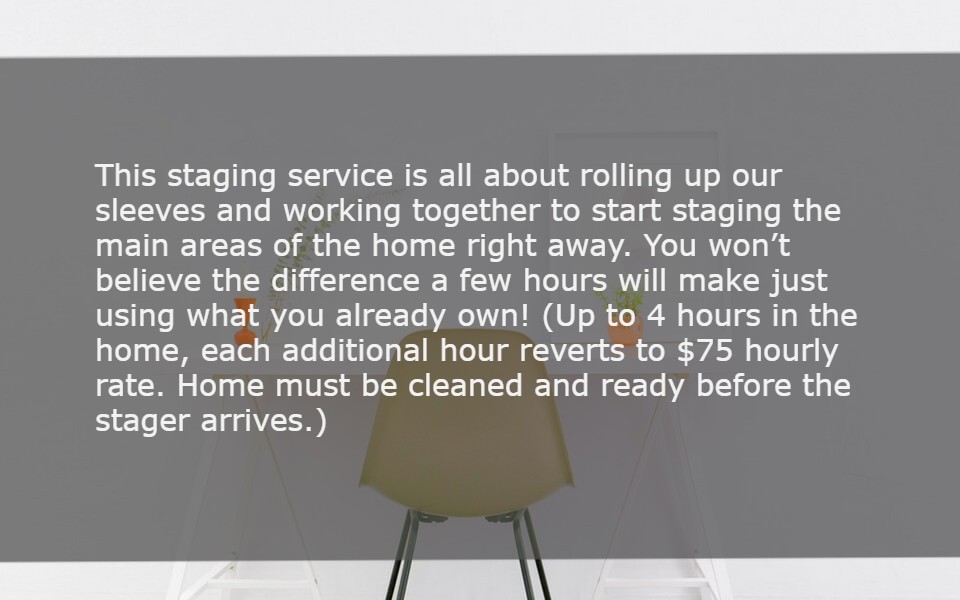 This staging service is all about rolling up our
sleeves and working together to start staging the
main areas of the home right away. You won’t
believe the difference a few hours will make just
using what you already own! (Up to 4 hours in the
home, each additional hour reverts to $75 hourly
rate. Home must be cleaned and ready before the
stager arrives.)